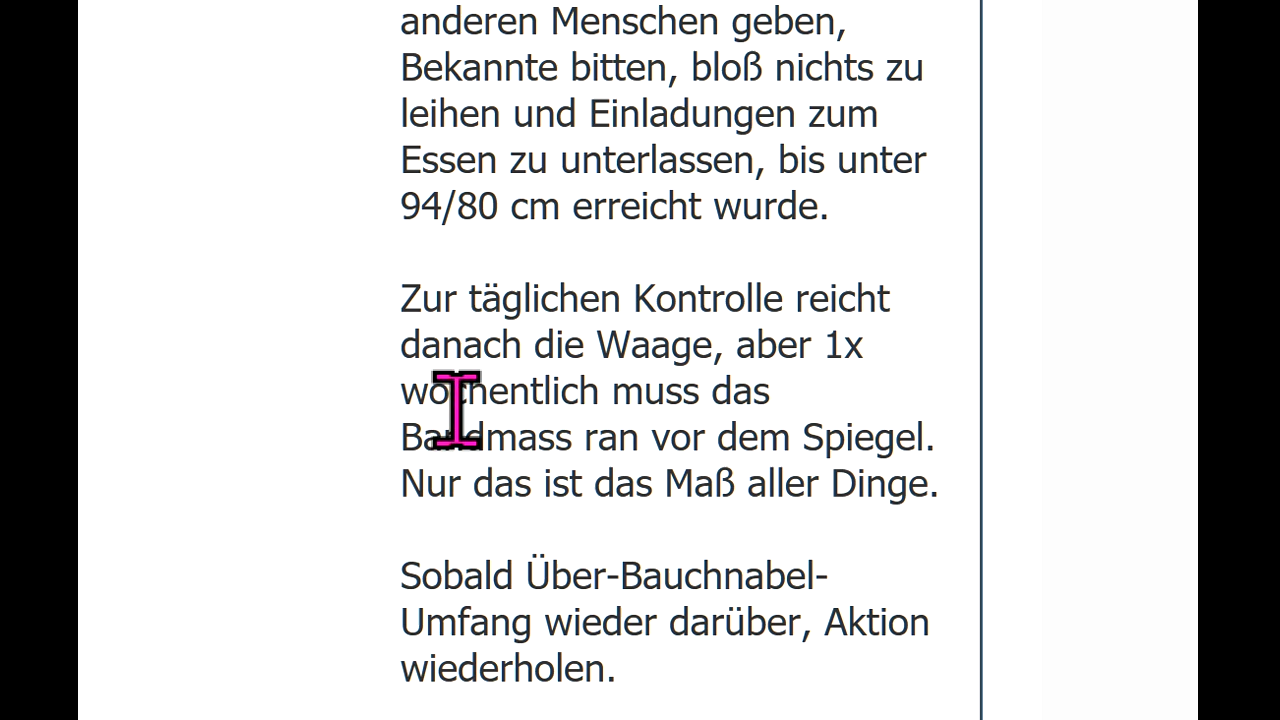 anderen Menschen geben,
Bekannte bitten, bloß nichts zu
leihen und Einladungen zum
Essen zu unterlassen, bis unter
94/80 cm erreicht wurde.
Zur täglichen Kontrolle reicht
danach die Waage, aber 1x
wöchentlich muss das
Bandmass ran vor dem Spiegel.
Nur das ist das Maß aller Dinge.
Sobald Über-Bauchnabel-
Umfang wieder darüber, Aktion
wiederholen.